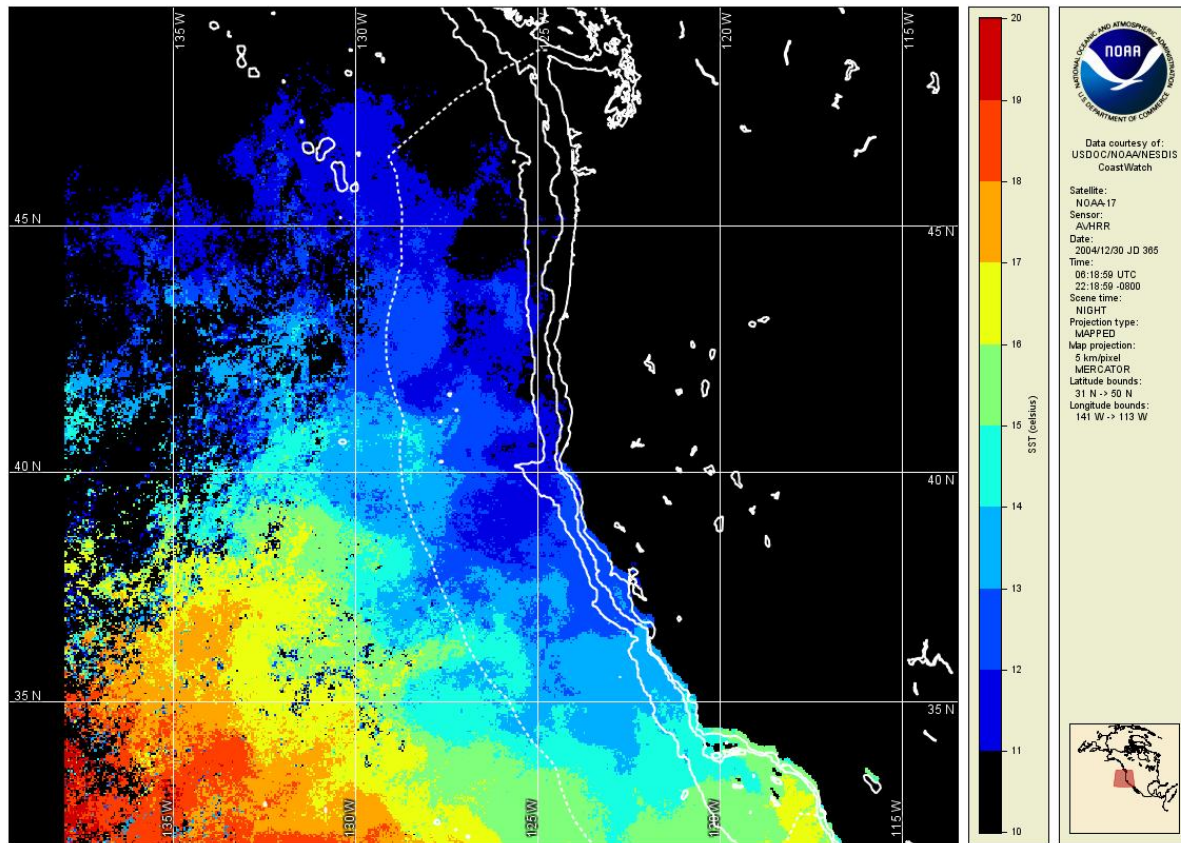 135 W
130 W
125 W
120 W
115 W
45 N
45 N
40 N
40 N
35 N
35 N
135 W
130 W
125 W
120 W
115 W
20
19
18
17
16
15
14
13
12
11
10
SST (celsius)
NATIONAL OCEANIC AND ATMOSPHERIC ADMINISTRATION
NOAA
U.S. DEPARTMENT OF COMMERCE
Data courtesy of:
USDOC/NOAA/NESDIS
CoastWatch
Satellite:
NOAA-17
Sensor:
AVHRR
Date:
2004/12/30 JD 365
Time:
06:18:59 UTC
22:18:59 -0800
Scene time:
NIGHT
Projection type:
MAPPED
Map projection:
5 km/pixel
MERCATOR
Latitude bounds:
31 N -> 50 N
Longitude bounds:
141 W -> 113 W